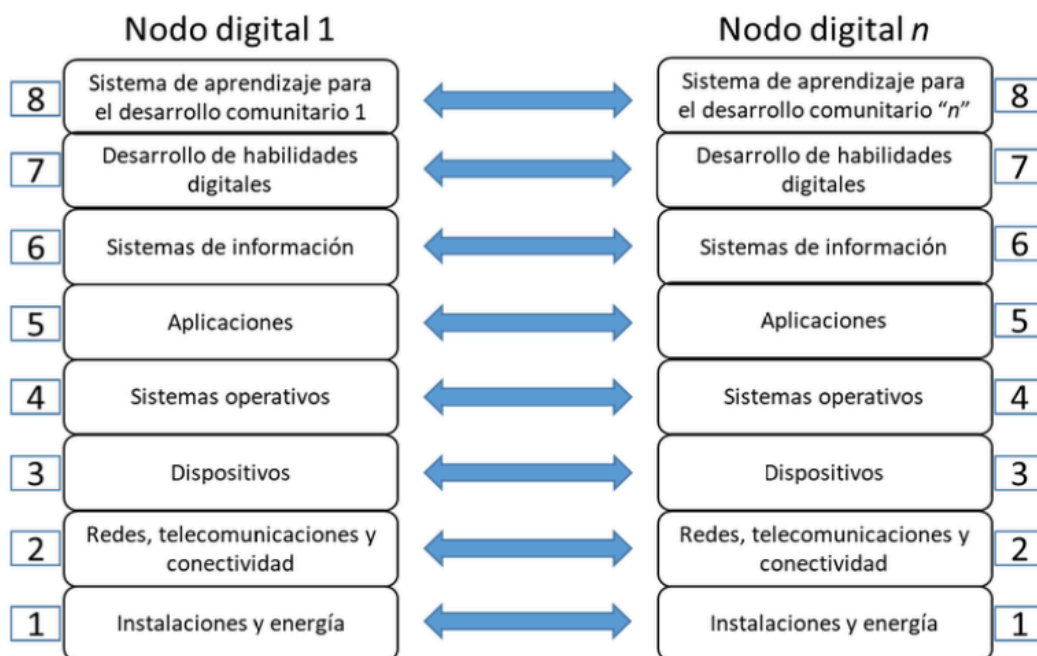 Nodo digital 1
Nodo digital n
8
Sistema de aprendizaje para
el desarrollo comunitario 1
Sistema de aprendizaje para
el desarrollo comunitario “n”
8
7
Desarrollo de habilidades
digitales
Desarrollo de habilidades
digitales
7
6
Sistemas de información
Sistemas de información
6
5
Aplicaciones
Aplicaciones
5
4
Sistemas operativos
Sistemas operativos
4
3
Dispositivos
Dispositivos
3
2
Redes, telecomunicaciones y
conectividad
Redes, telecomunicaciones y
conectividad
2
1
Instalaciones y energía
Instalaciones y energía
1